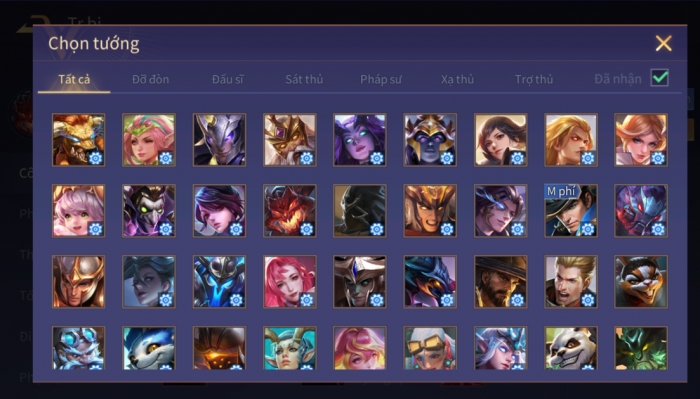 Chọn tướng
Tất cả Đỡ đòn Đấu sĩ Sát thủ Pháp sư Xạ thủ Trợ thủ Đã nhận
M phí